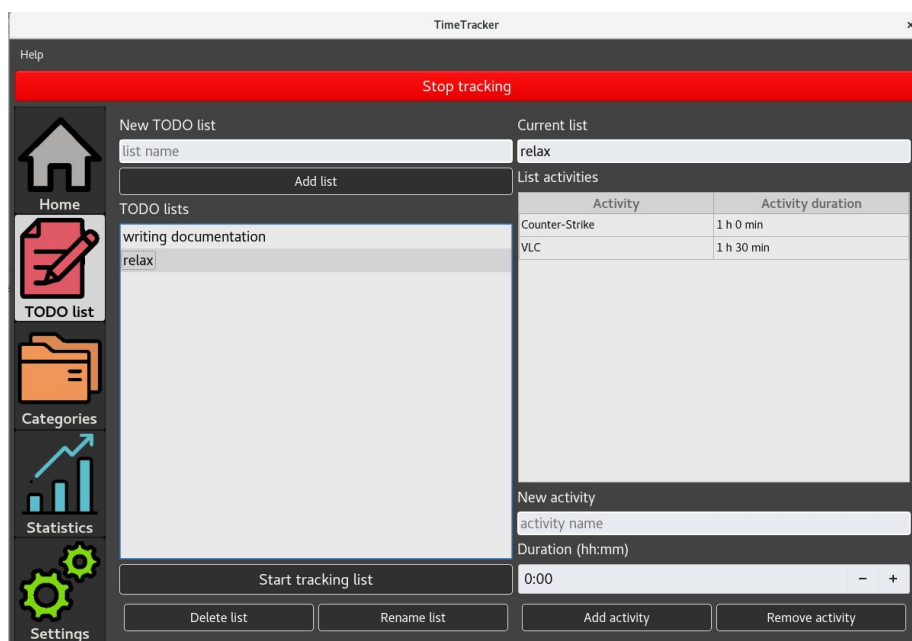 TimeTracker
×
Help
Stop tracking
Home
TODO list
Categories
Statistics
Settings
New TODO list
list name
Add list
TODO lists
writing documentation
relax
Start tracking list
Delete list Rename list
Current list
relax
List activities
Activity Activity duration
Counter-Strike 1 h 0 min
VLC 1 h 30 min
New activity
activity name
Duration (hh:mm)
0:00 − +
Add activity Remove activity